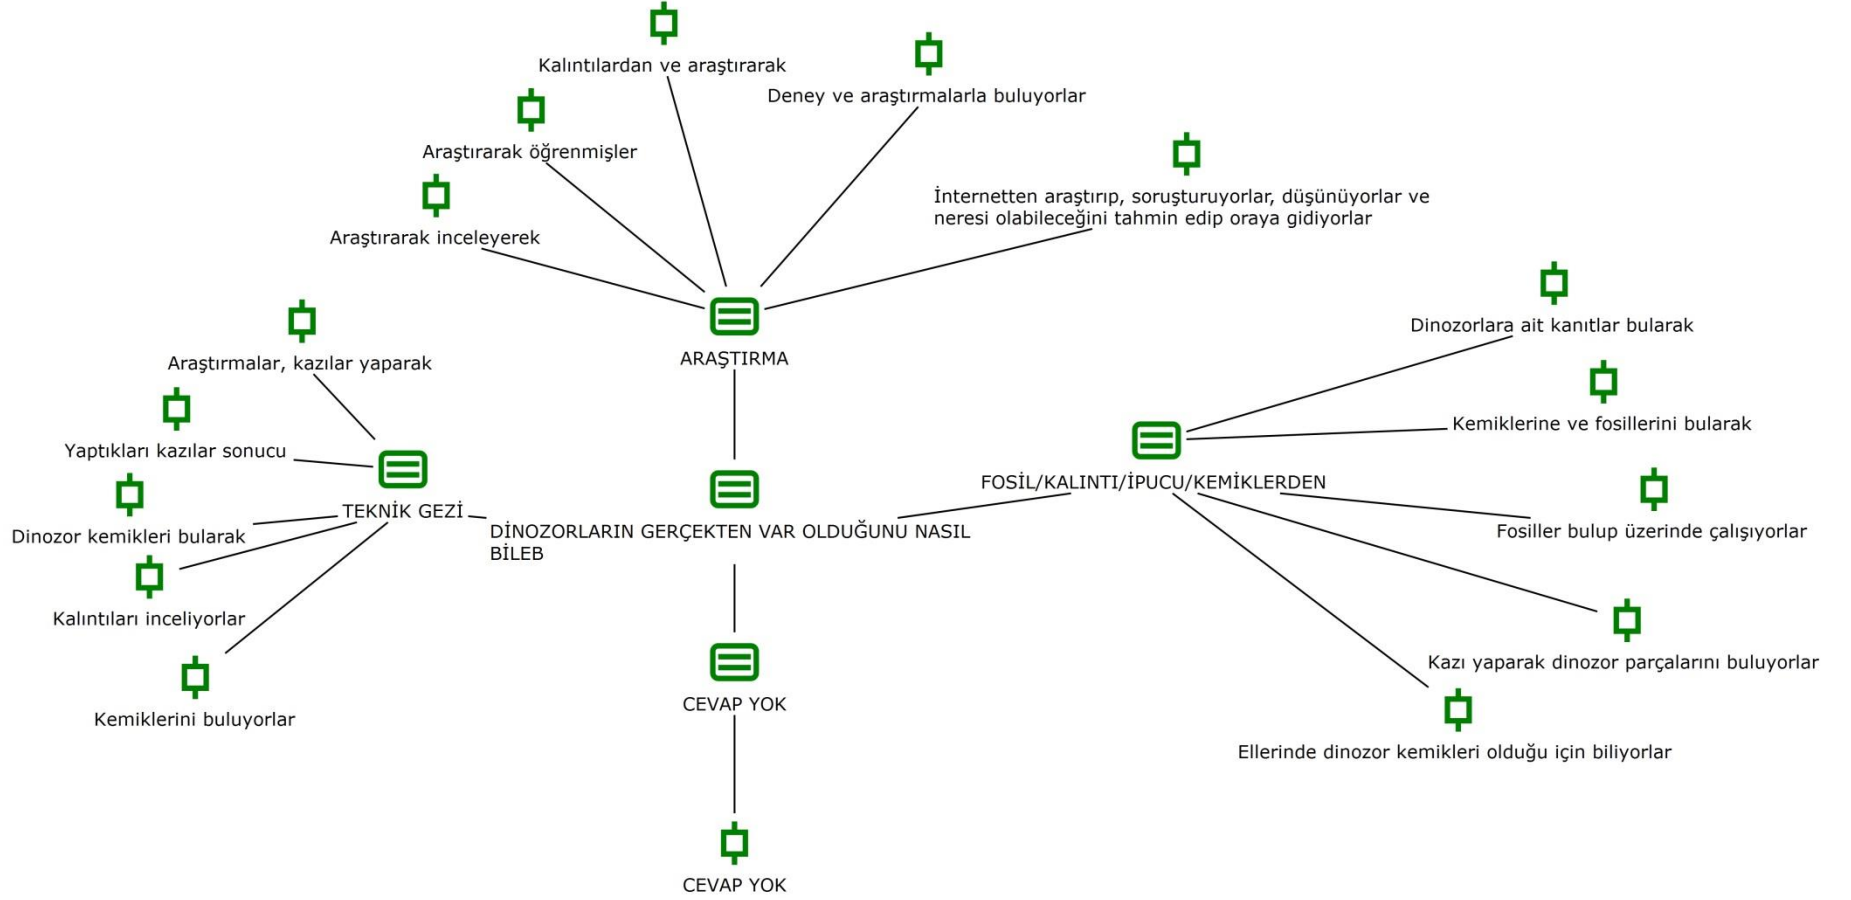 Kalıntılardan ve araştırarak
Deney ve araştırmalarla buluyorlar
Araştırarak öğrenmişler
İnternetten araştırıp, soruşturuyorlar, düşünüyorlar ve
neresi olabileceğini tahmin edip oraya gidiyorlar
Araştırarak inceleyerek
Dinozorlara ait kanıtlar bularak
ARAŞTIRMA
Araştırmalar, kazılar yaparak
Kemiklerine ve fosillerini bularak
Yaptıkları kazılar sonucu
FOSİL/KALINTI/İPUCU/KEMİKLERDEN
TEKNİK GEZİ
DİNOZORLARIN GERÇEKTEN VAR OLDUĞUNU NASIL
BİLEB
Fosiller bulup üzerinde çalışıyorlar
Dinozor kemikleri bularak
Kalıntıları inceliyorlar
Kazı yaparak dinozor parçalarını buluyorlar
CEVAP YOK
Kemiklerini buluyorlar
Ellerinde dinozor kemikleri olduğu için biliyorlar
CEVAP YOK